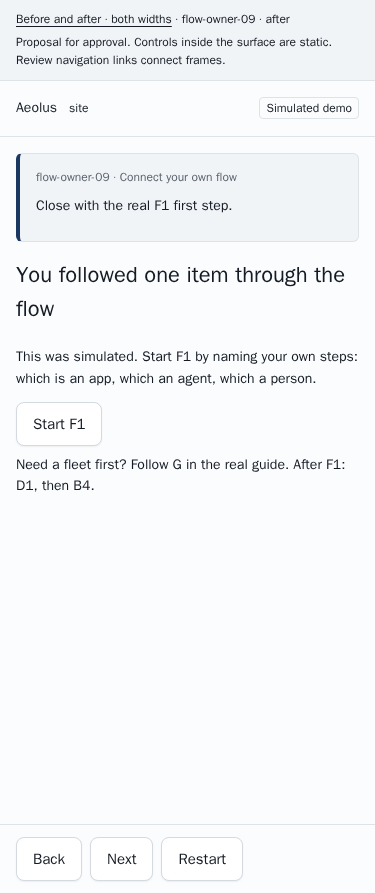 Before and after · both widths · flow-owner-09 · after
Proposal for approval. Controls inside the surface are static.
Review navigation links connect frames.
Aeolus site
Simulated demo
flow-owner-09 · Connect your own flow
Close with the real F1 first step.
You followed one item through the
flow
This was simulated. Start F1 by naming your own steps:
which is an app, which an agent, which a person.
Start F1
Need a fleet first? Follow G in the real guide. After F1:
D1, then B4.
Back
Next
Restart